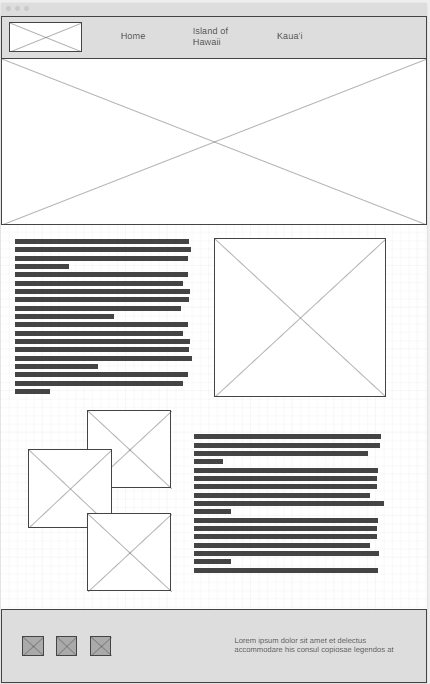 Home
Island of
Hawaii
Kaua'i
Lorem ipsum dolor sit amet et delectus
accommodare his consul copiosae legendos at